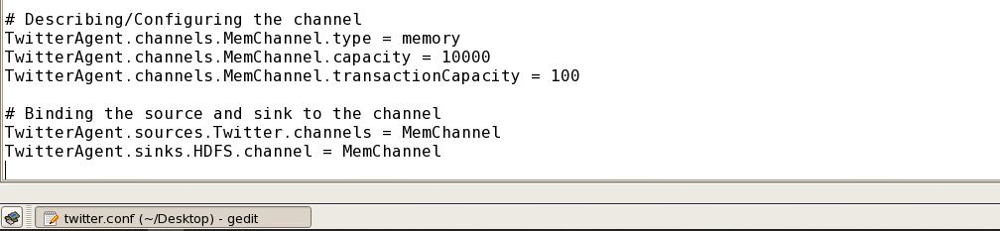 # Describing/Configuring the channel
TwitterAgent.channels.MemChannel.type = memory
TwitterAgent.channels.MemChannel.capacity = 10000
TwitterAgent.channels.MemChannel.transactionCapacity = 100
# Binding the source and sink to the channel
TwitterAgent.sources.Twitter.channels = MemChannel
TwitterAgent.sinks.HDFS.channel = MemChannel
twitter.conf (~/Desktop) - gedit